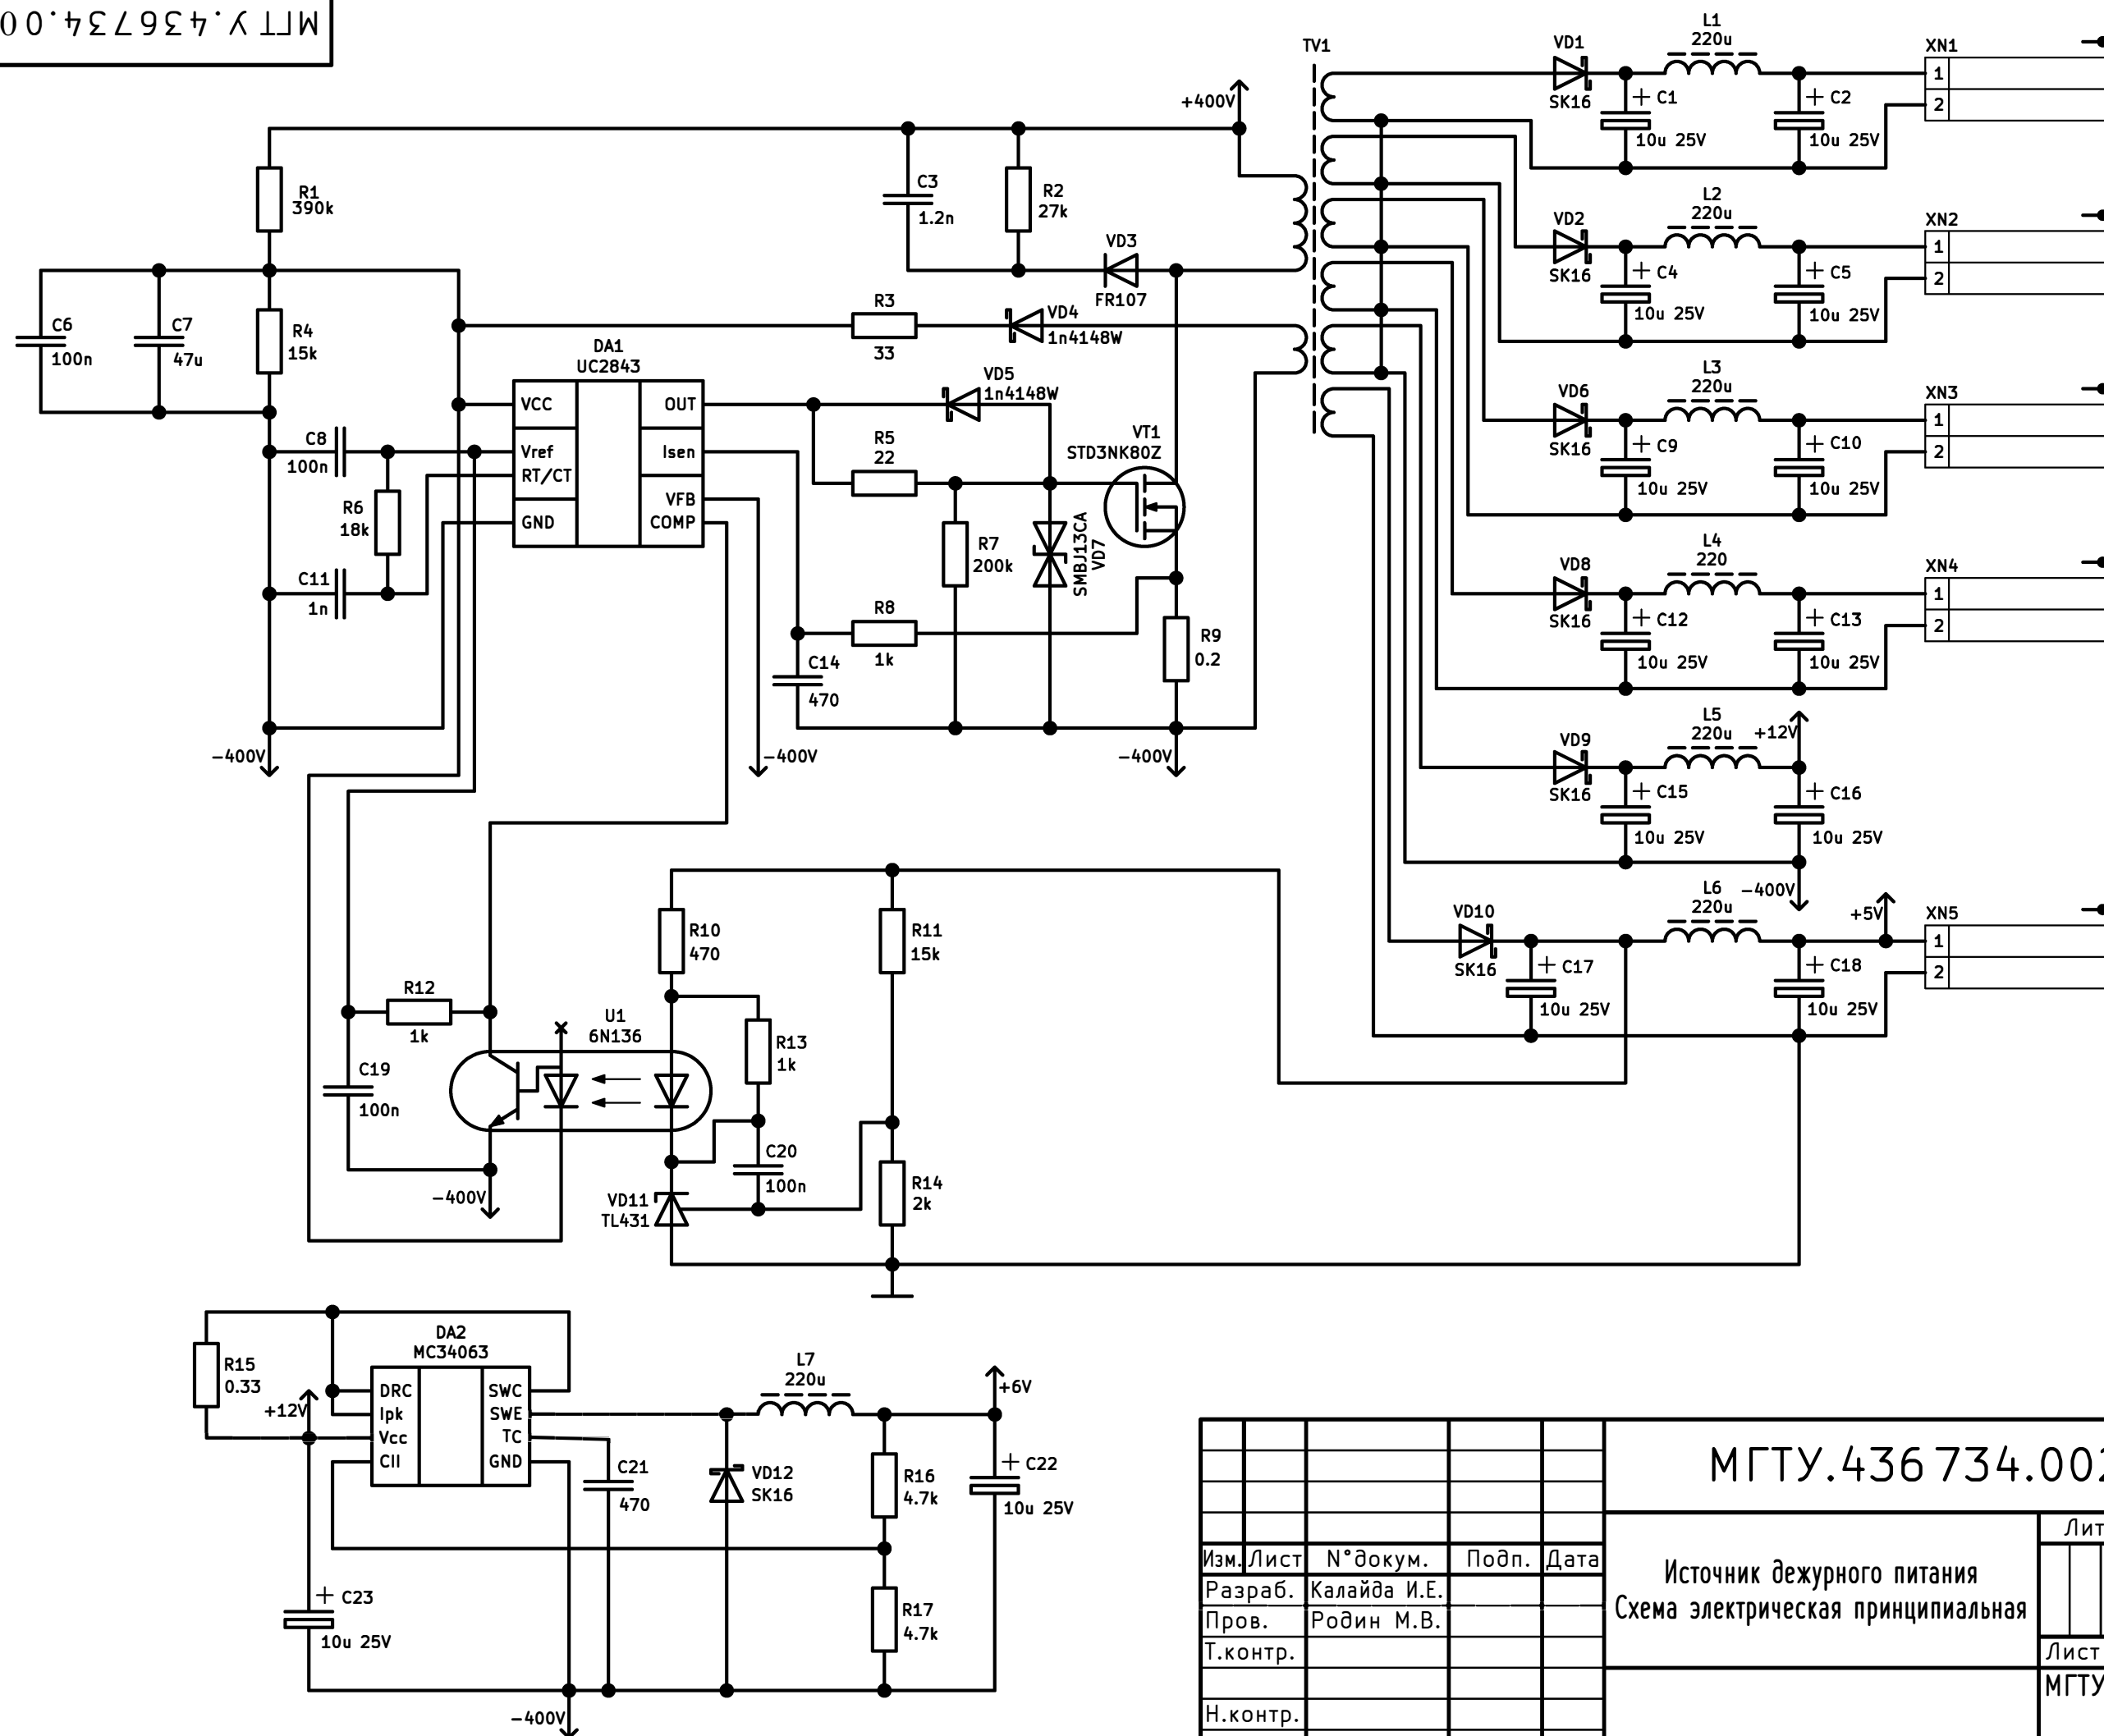 МГТУ.436734.00
TV1
+400V
VD1
SK16
L1
220u
C1
10u 25V
C2
10u 25V
XN1
1
2
R1
390k
C3
1.2n
R2
27k
VD3
FR107
VD2
SK16
L2
220u
C4
10u 25V
C5
10u 25V
XN2
1
2
C6
100n
C7
47u
R4
15k
R3
33
VD4
1n4148W
DA1
UC2843
VCC
Vref
RT/CT
GND
OUT
Isen
VFB
COMP
VD5
1n4148W
R5
22
VT1
STD3NK80Z
VD6
SK16
L3
220u
C9
10u 25V
C10
10u 25V
XN3
1
2
C8
100n
R6
18k
C11
1n
R7
200k
SMBJ13CA
VD7
R8
1k
R9
0.2
C14
470
VD8
SK16
L4
220
C12
10u 25V
C13
10u 25V
XN4
1
2
-400V
-400V
-400V
VD9
SK16
L5
220u
+12V
C15
10u 25V
C16
10u 25V
-400V
R10
470
R11
15k
VD10
SK16
L6
220u
+5V
C17
10u 25V
C18
10u 25V
XN5
1
2
R12
1k
U1
6N136
R13
1k
C19
100n
C20
100n
-400V
VD11
TL431
R14
2k
DA2
MC34063
DRC
Ipk
Vcc
CII
SWC
SWE
TC
GND
R15
0.33
+12V
L7
220u
+6V
C21
470
VD12
SK16
R16
4.7k
C22
10u 25V
C23
10u 25V
R17
4.7k
-400V
МГТУ.436734.00
Изм. Лист N°докум. Подп. Дата
Разраб. Калайда И.Е.
Пров. Родин М.В.
Т.контр.
Н.контр.
Источник дежурного питания
Схема электрическая принципиальная
Лит
Лист
МГТУ